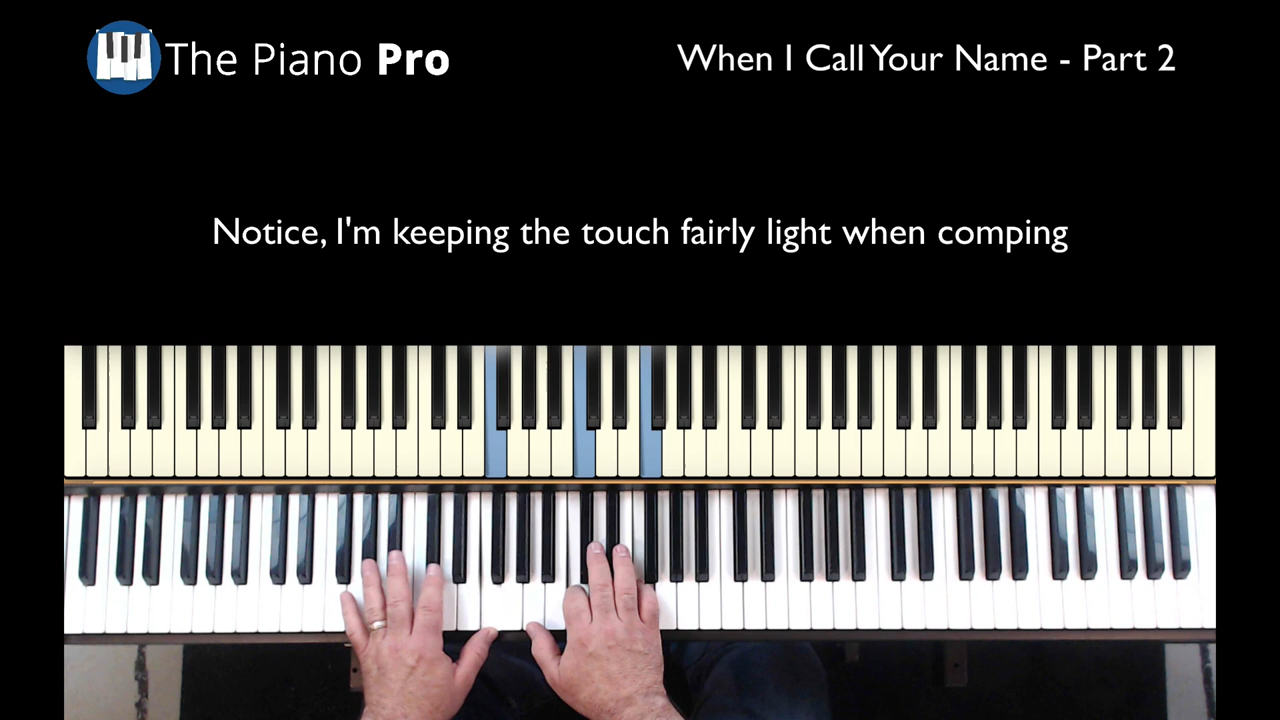 The Piano Pro
When I Call Your Name - Part 2
Notice, I'm keeping the touch fairly light when comping